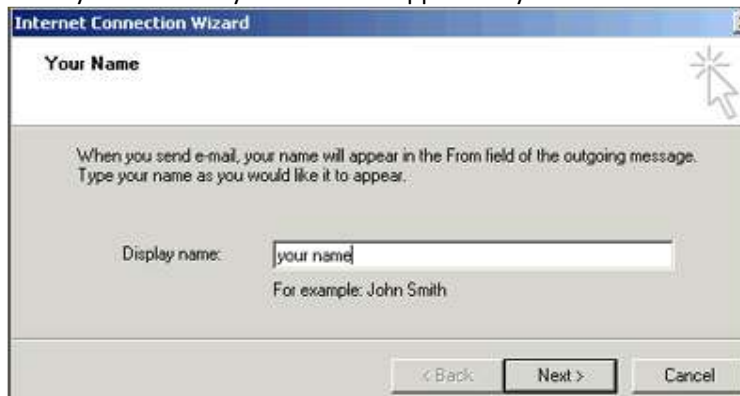 Internet Connection Wizard
Your Name
When you send e-mail, your name will appear in the From field of the outgoing message.
Type your name as you would like it to appear.
Display name: your name
For example: John Smith
< Back Next > Cancel